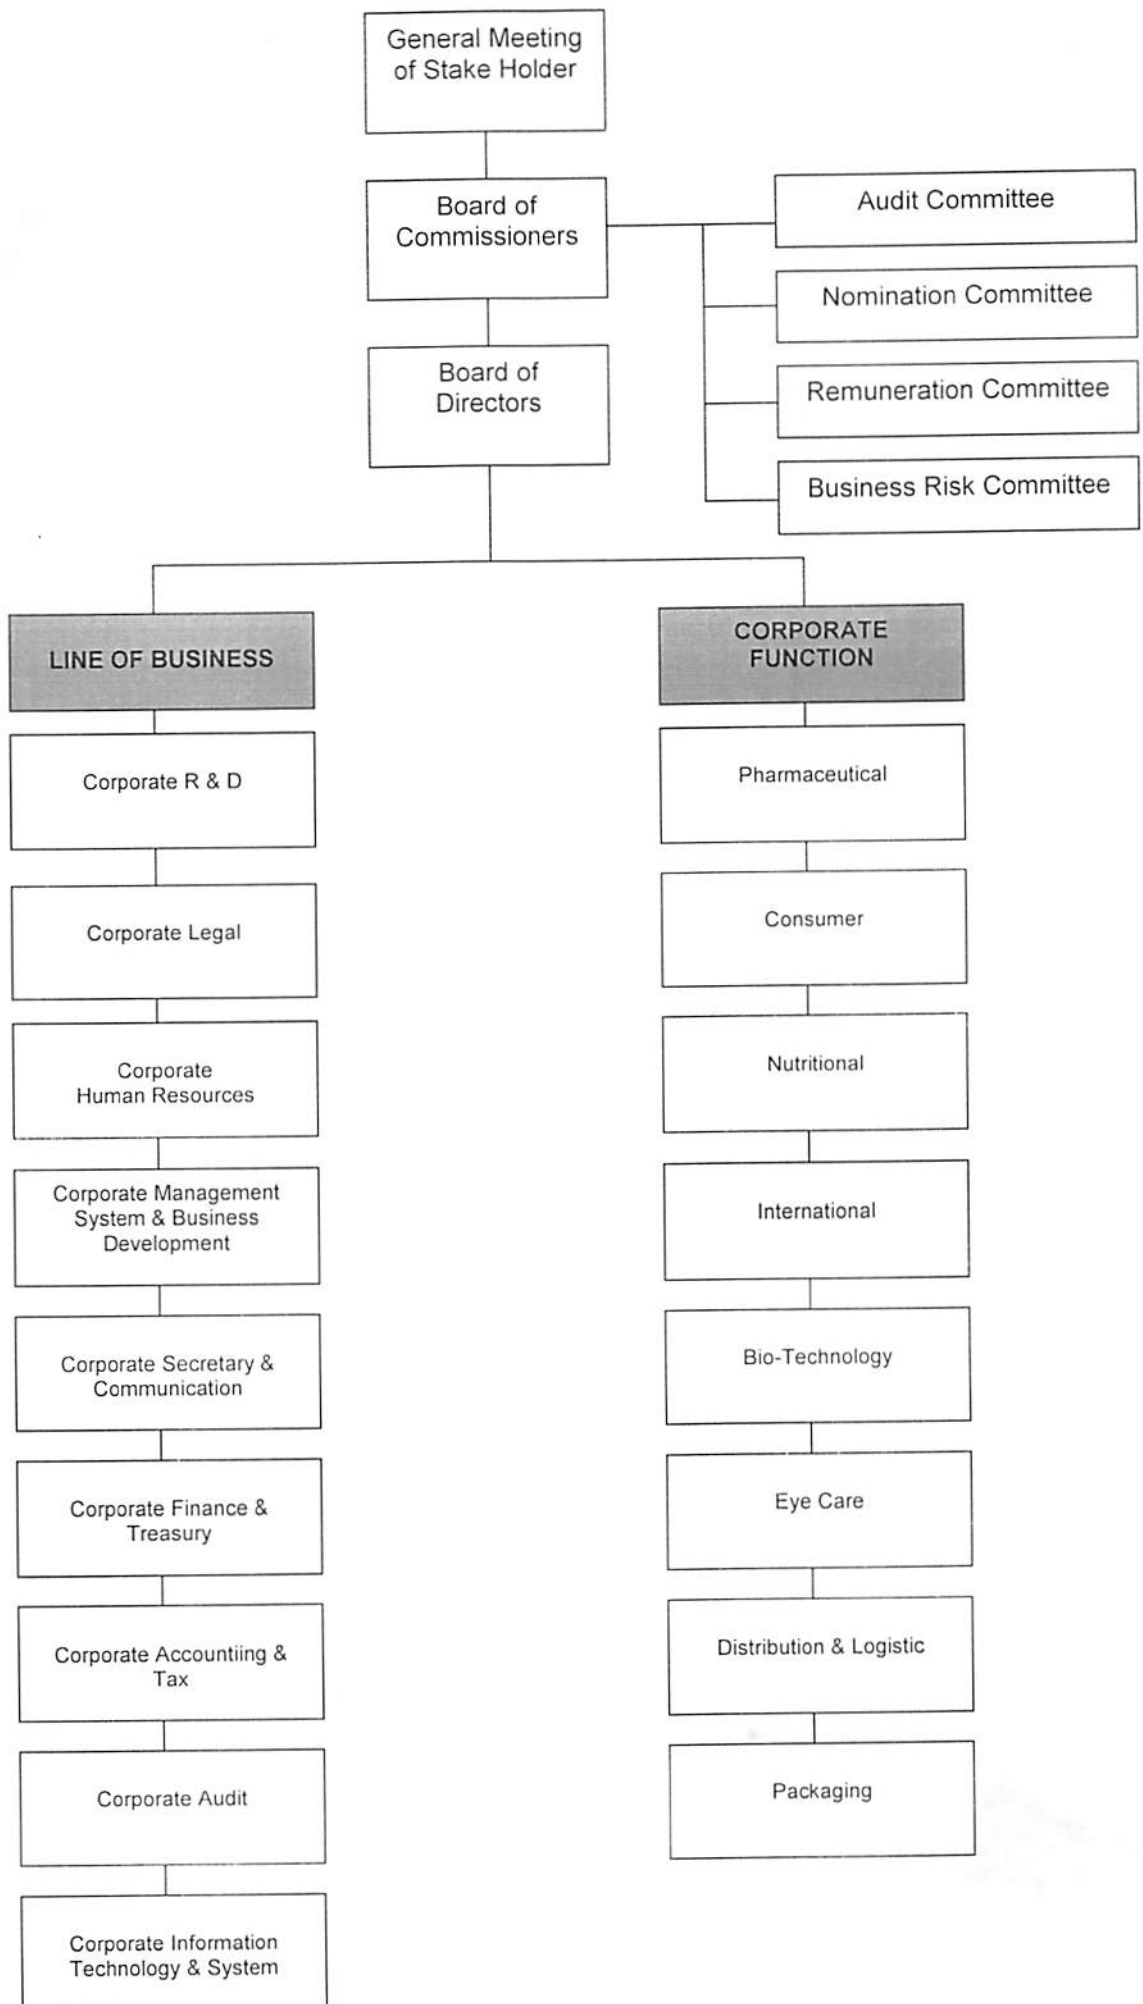 General Meeting
of Stake Holder
Board of
Commissioners
Audit Committee
Nomination Committee
Remuneration Committee
Business Risk Committee
Board of
Directors
LINE OF BUSINESS
Corporate R & D
Corporate Legal
Corporate
Human Resources
Corporate Management
System & Business
Development
Corporate Secretary &
Communication
Corporate Finance &
Treasury
Corporate Accountiing &
Tax
Corporate Audit
Corporate Information
Technology & System
CORPORATE
FUNCTION
Pharmaceutical
Consumer
Nutritional
International
Bio-Technology
Eye Care
Distribution & Logistic
Packaging